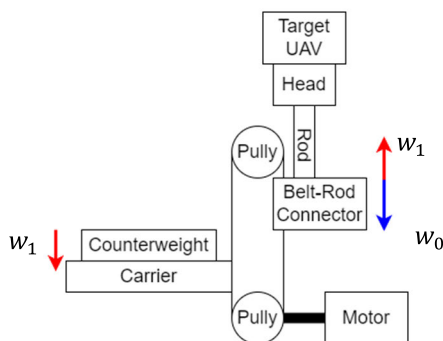 Target
UAV
Head
Rod
Pully
w₁
Belt-Rod
Connector
w₀
w₁
Counterweight
Carrier
Pully
Motor